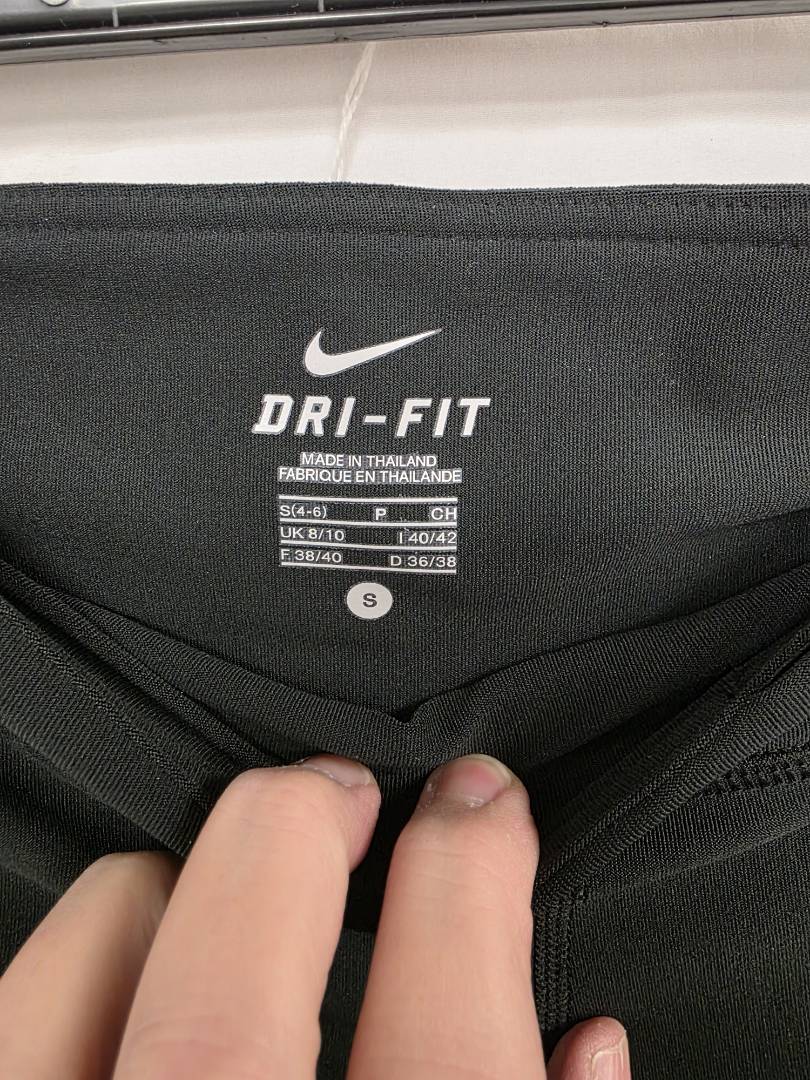 DRI-FIT
MADE IN THAILAND
FABRIQUE EN THAILANDE
S(4-6) P CH
UK 8/10 I 40/42
F 38/40 D 36/38
S